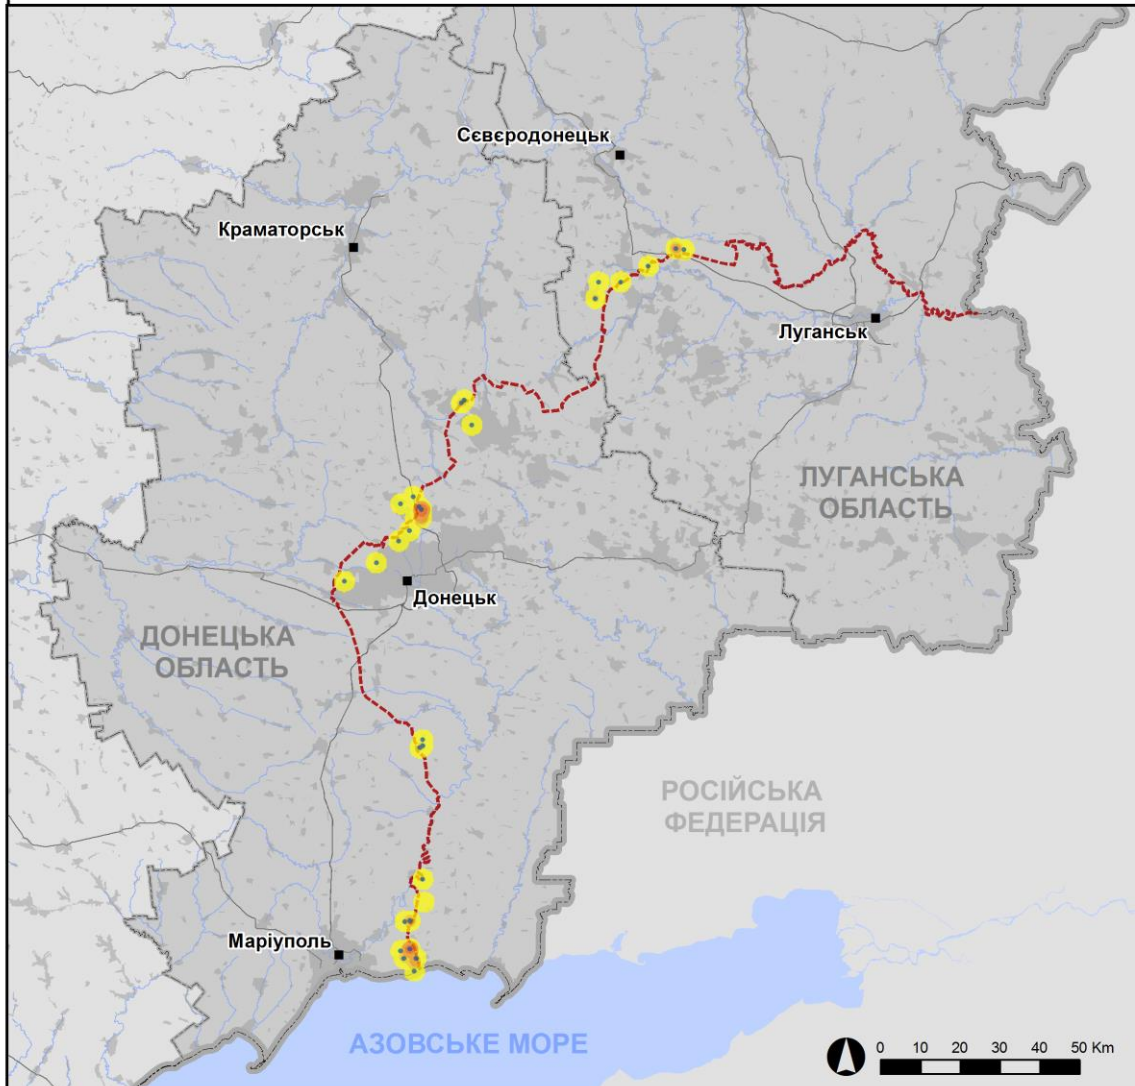 Сєвєродонецьк
Краматорськ
Луганськ
ЛУГАНСЬКА
ОБЛАСТЬ
Донецьк
ДОНЕЦЬКА
ОБЛАСТЬ
РОСІЙСЬКА
ФЕДЕРАЦІЯ
Маріуполь
АЗОВСЬКЕ МОРЕ
0 10 20 30 40 50 Km